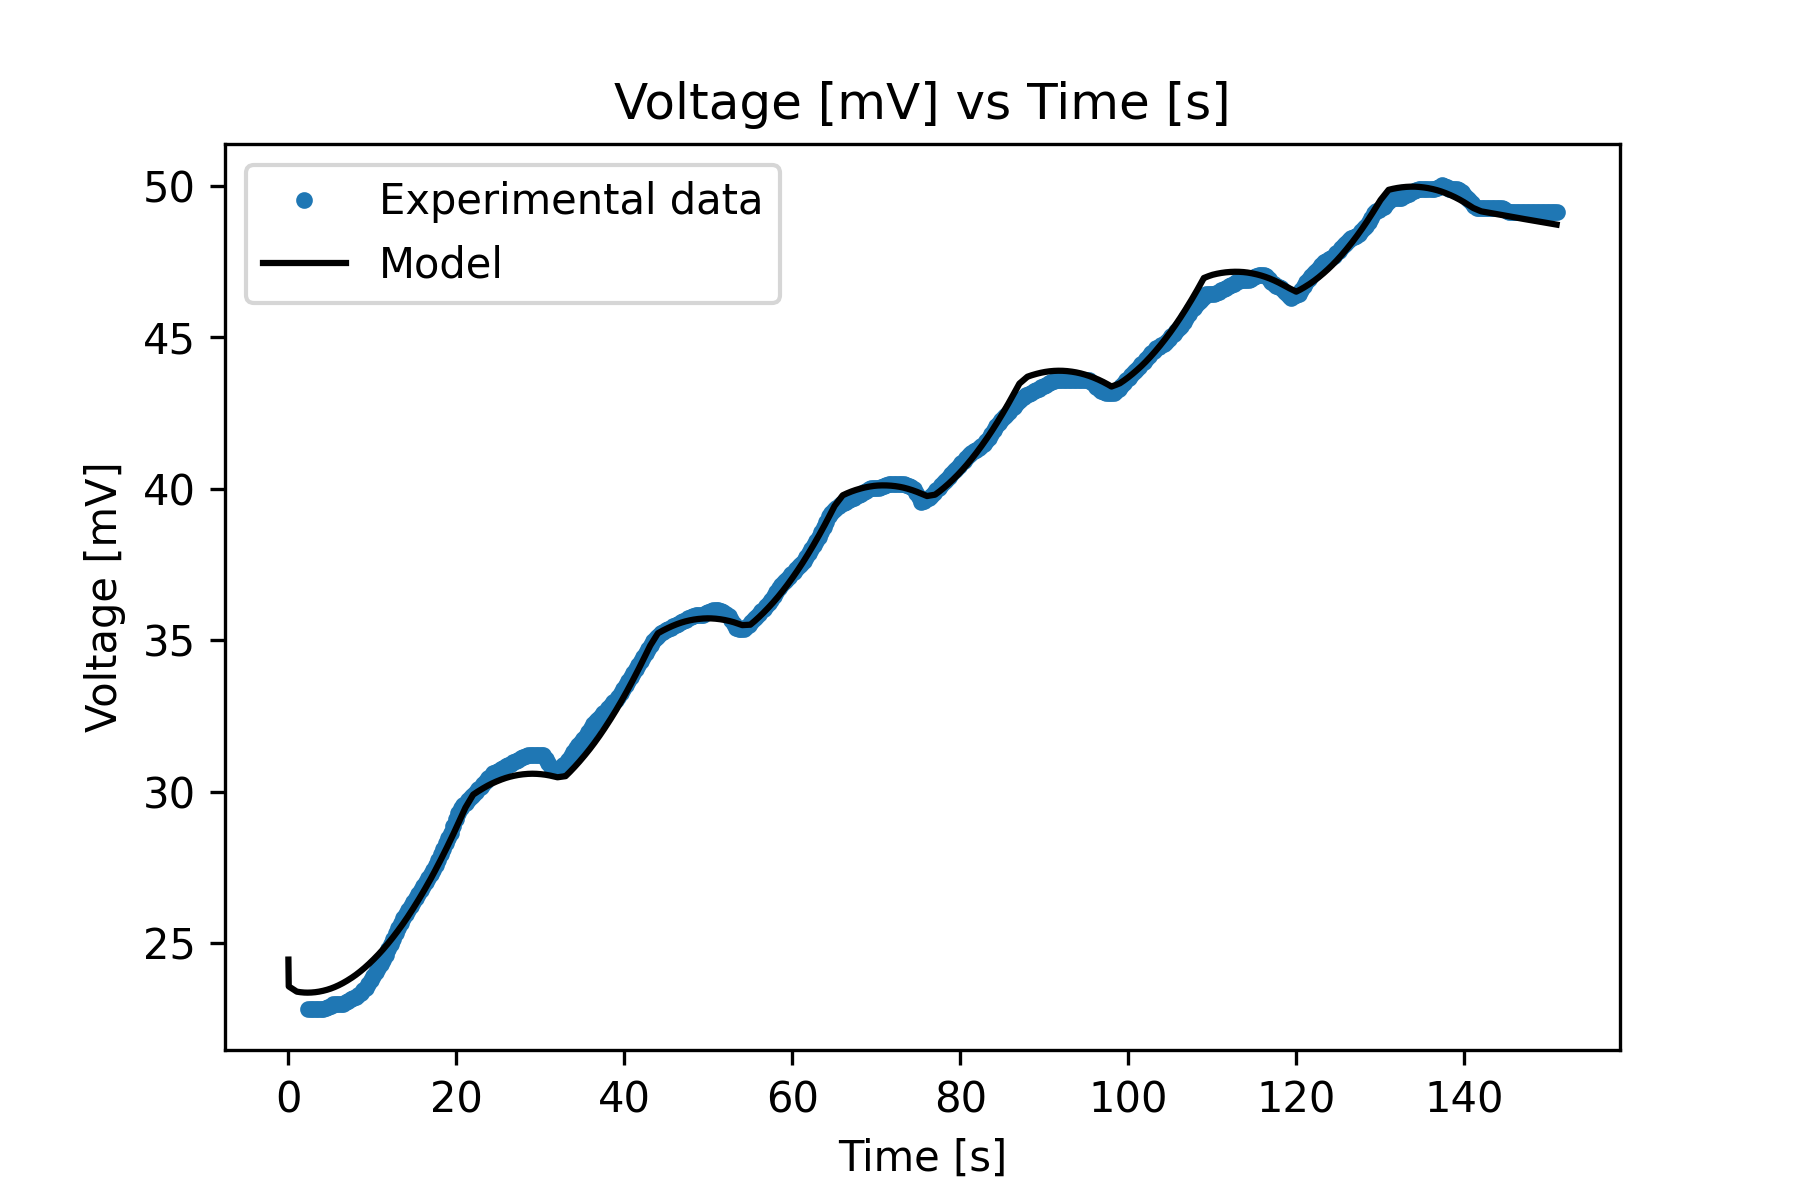 Voltage [mV] vs Time [s]
Experimental data
Model
50
45
40
35
30
25
Voltage [mV]
0 20 40 60 80 100 120 140
Time [s]